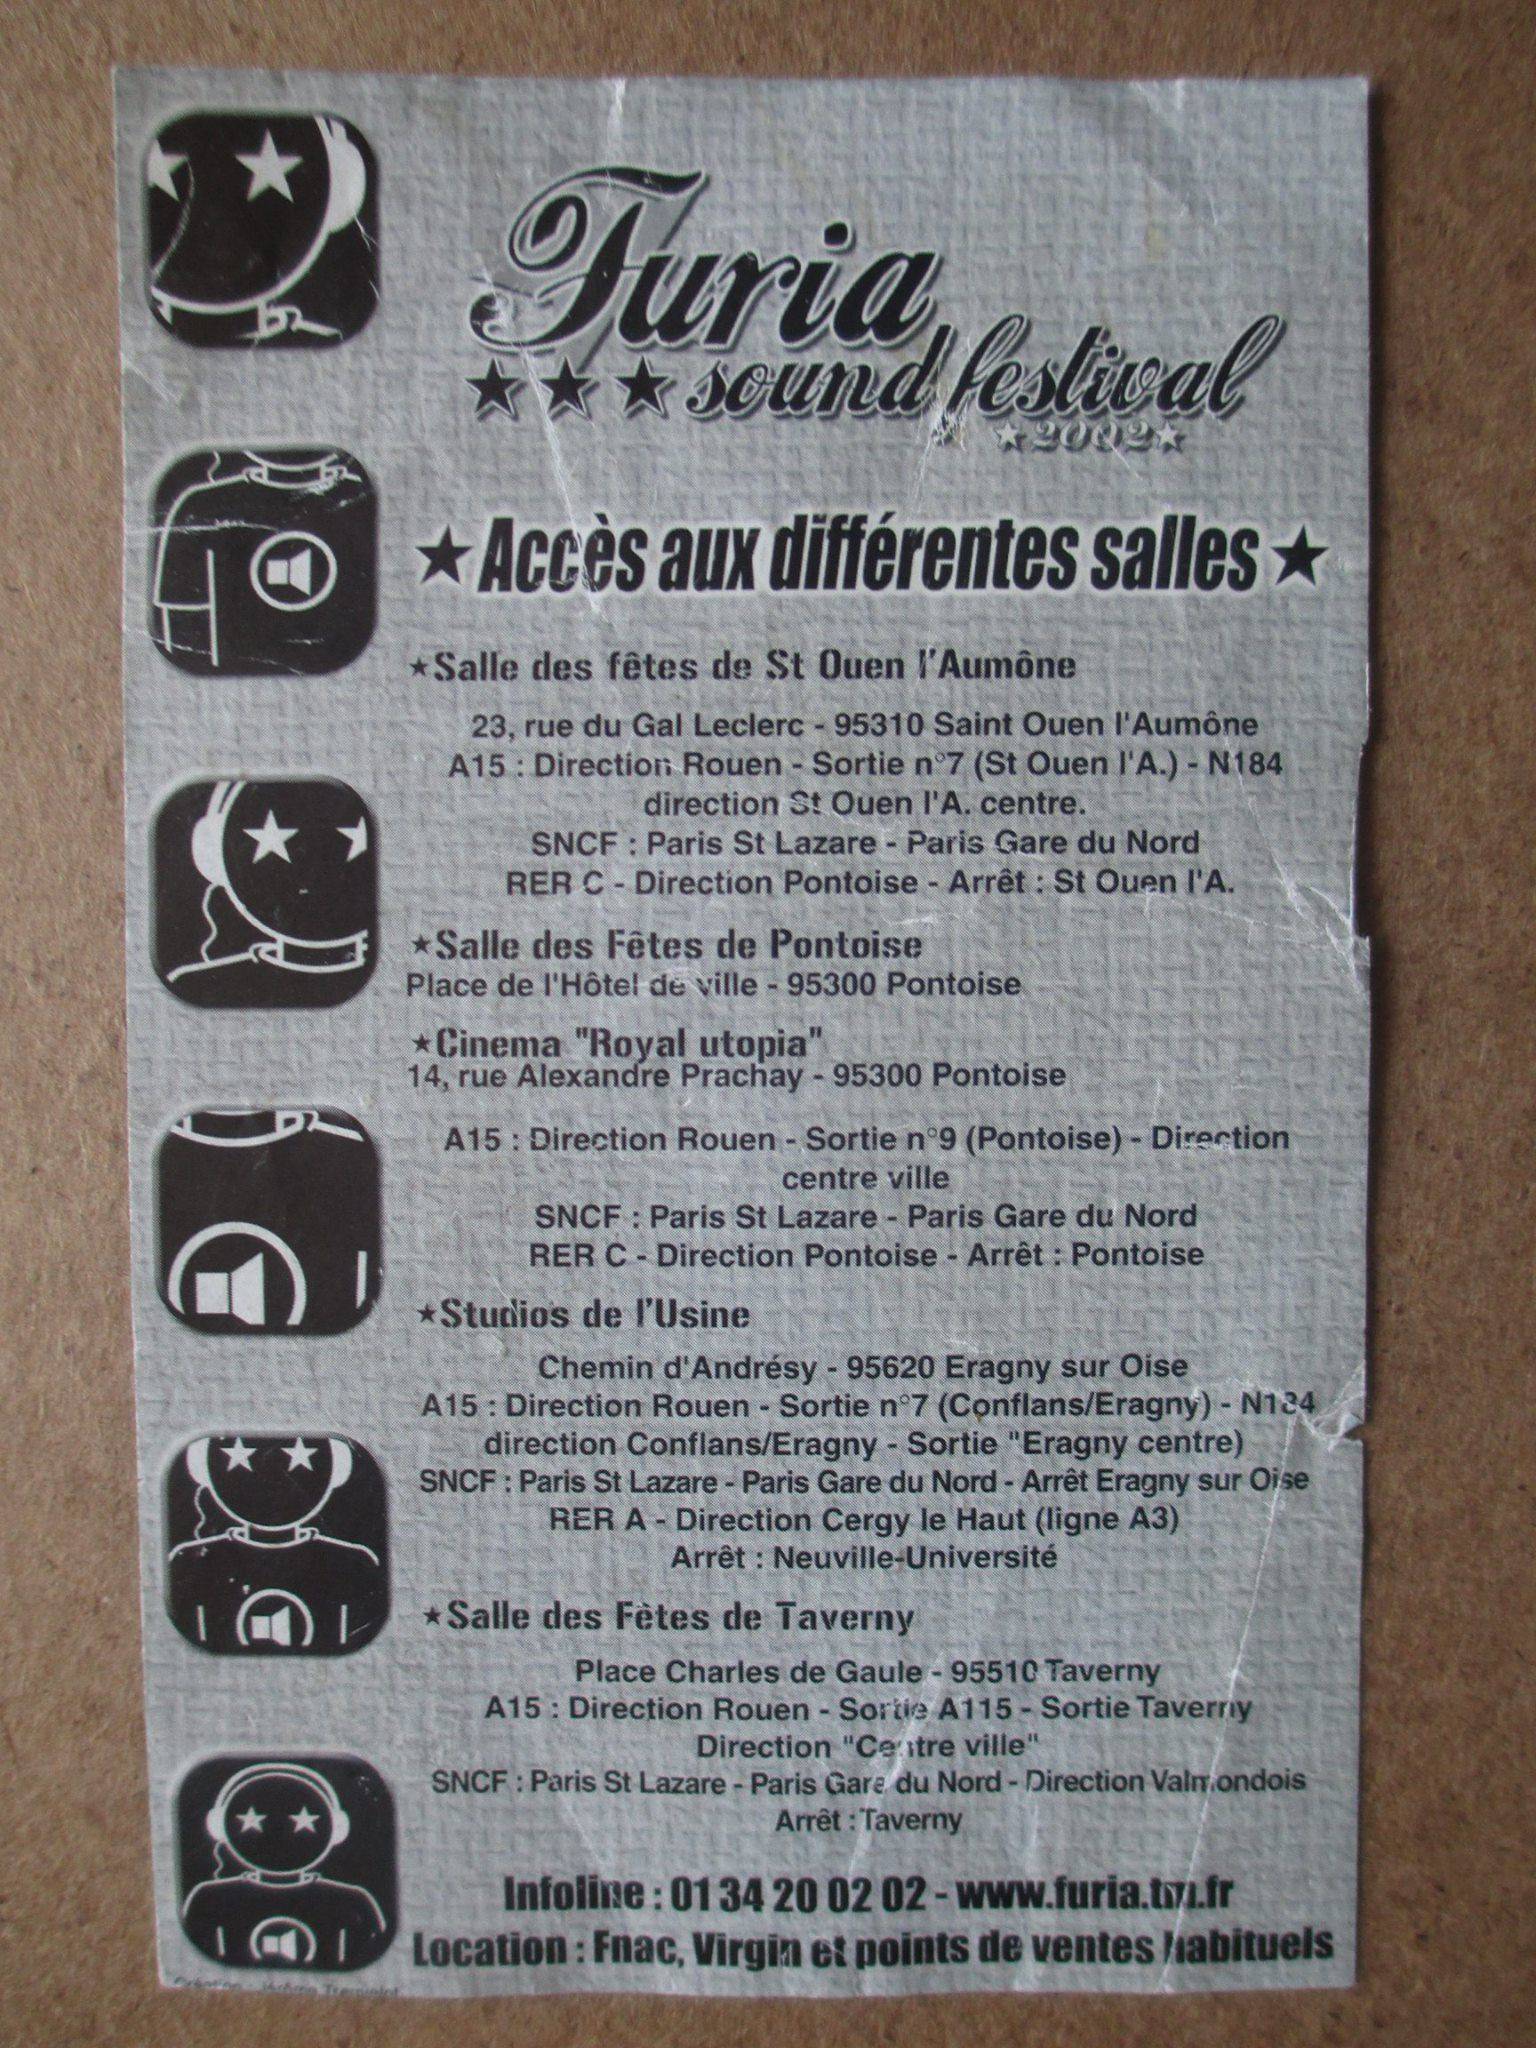 Furia
sound festival
2002
Accès aux différentes salles
Salle des fêtes de St Ouen l'Aumône
23, rue du Gal Leclerc - 95310 Saint Ouen l'Aumône
A15 : Direction Rouen - Sortie n°7 (St Ouen l'A.) - N184
direction St Ouen l'A. centre.
SNCF : Paris St Lazare - Paris Gare du Nord
RER C - Direction Pontoise - Arrêt : St Ouen l'A.
Salle des Fêtes de Pontoise
Place de l'Hôtel de ville - 95300 Pontoise
Cinema "Royal utopia"
14, rue Alexandre Prachay - 95300 Pontoise
A15 : Direction Rouen - Sortie n°9 (Pontoise) - Direction
centre ville
SNCF : Paris St Lazare - Paris Gare du Nord
RER C - Direction Pontoise - Arrêt : Pontoise
Studios de l'Usine
Chemin d'Andrésy - 95620 Eragny sur Oise
A15 : Direction Rouen - Sortie n°7 (Conflans/Eragny) - N184
direction Conflans/Eragny - Sortie "Eragny centre)
SNCF : Paris St Lazare - Paris Gare du Nord - Arrêt Eragny sur Oise
RER A - Direction Cergy le Haut (ligne A3)
Arrêt : Neuville-Université
Salle des Fêtes de Taverny
Place Charles de Gaule - 95510 Taverny
A15 : Direction Rouen - Sortie A115 - Sortie Taverny
Direction "Centre ville"
SNCF : Paris St Lazare - Paris Gare du Nord - Direction Valmondois
Arrêt : Taverny
Infoline : 01 34 20 02 02 - www.furia.tm.fr
Location : Fnac, Virgin et points de ventes habituels